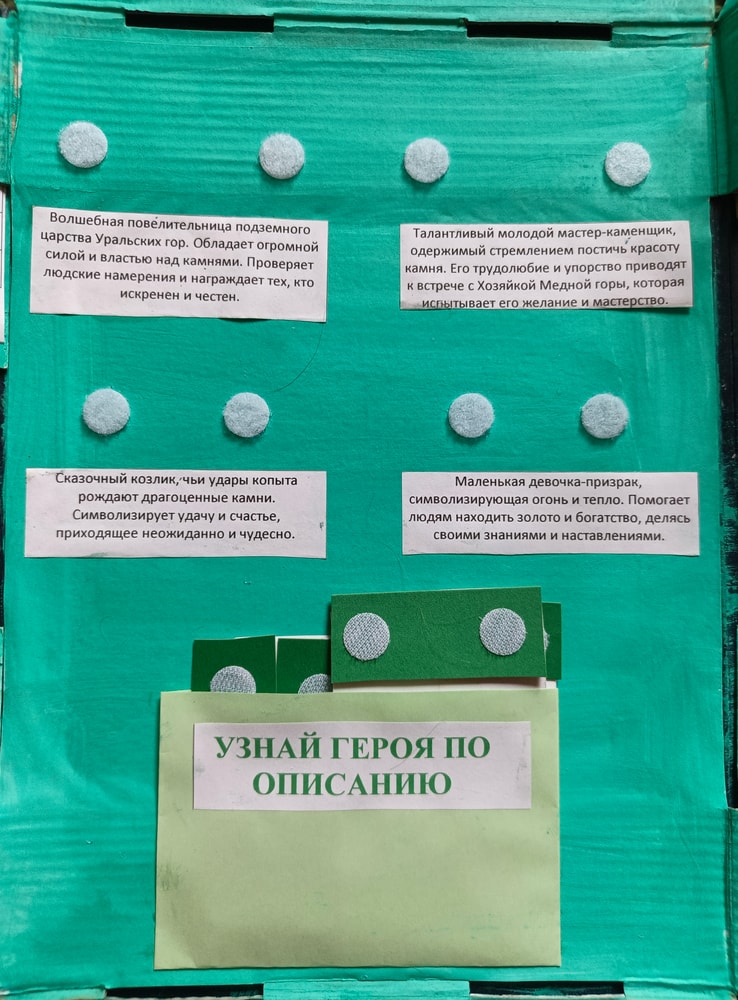 Волшебная повелительница подземного
царства Уральских гор. Обладает огромной
силой и властью над камнями. Проверяет
людские намерения и награждает тех, кто
искренен и честен.
Талантливый молодой мастер-каменщик,
одержимый стремлением постичь красоту
камня. Его трудолюбие и упорство приводят
к встрече с Хозяйкой Медной горы, которая
испытывает его желание и мастерство.
Сказочный козлик, чьи удары копыта
рождают драгоценные камни.
Символизирует удачу и счастье,
приходящее неожиданно и чудесно.
Маленькая девочка-призрак,
символизирующая огонь и тепло. Помогает
людям находить золото и богатство, делясь
своими знаниями и наставлениями.
УЗНАЙ ГЕРОЯ ПО
ОПИСАНИЮ